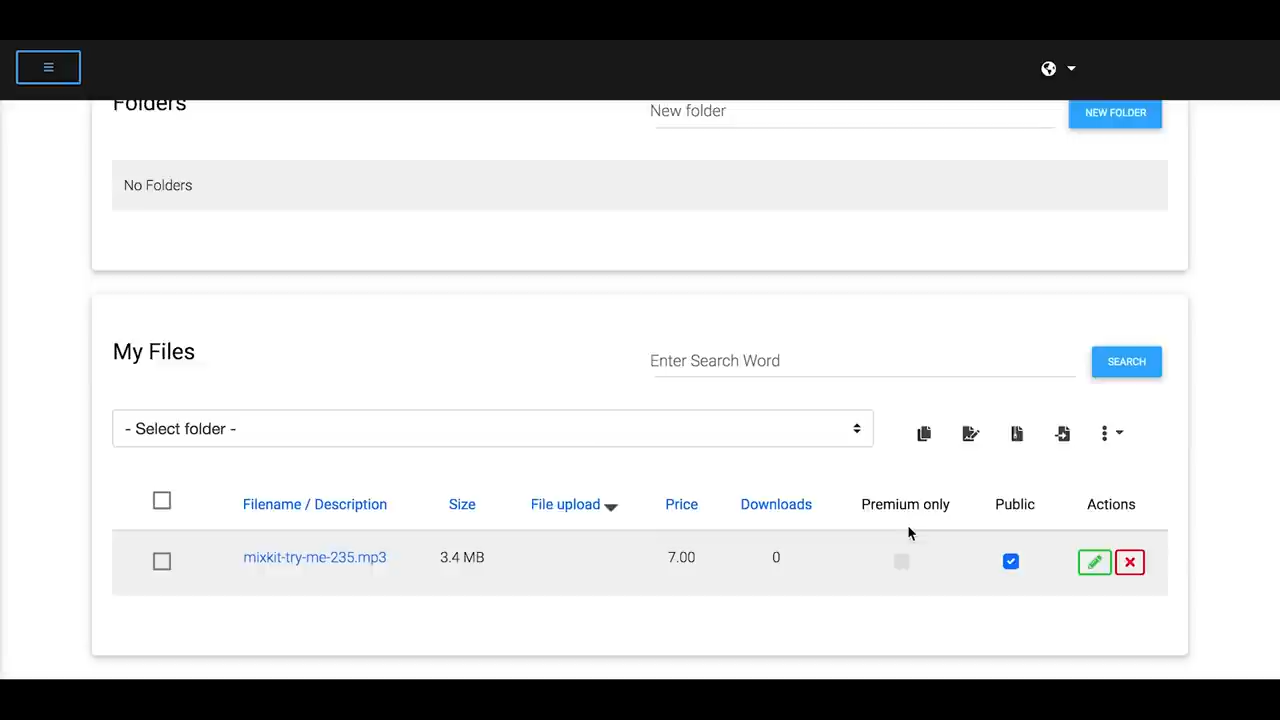 Folders
New folder
NEW FOLDER
No Folders
My Files
Enter Search Word
SEARCH
- Select folder -
Filename / Description Size File upload Price Downloads Premium only Public Actions
mixkit-try-me-235.mp3 3.4 MB 7.00 0